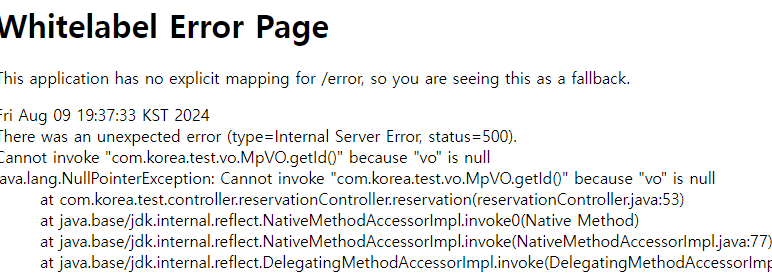 Whitelabel Error Page
This application has no explicit mapping for /error, so you are seeing this as a fallback.
Fri Aug 09 19:37:33 KST 2024
There was an unexpected error (type=Internal Server Error, status=500).
Cannot invoke "com.korea.test.vo.MpVO.getId()" because "vo" is null
java.lang.NullPointerException: Cannot invoke "com.korea.test.vo.MpVO.getId()" because "vo" is null
at com.korea.test.controller.reservationController.reservation(reservationController.java:53)
at java.base/jdk.internal.reflect.NativeMethodAccessorImpl.invoke0(Native Method)
at java.base/jdk.internal.reflect.NativeMethodAccessorImpl.invoke(NativeMethodAccessorImpl.java:77)
at java.base/jdk.internal.reflect.DelegatingMethodAccessorImpl.invoke(DelegatingMethodAccessorImp